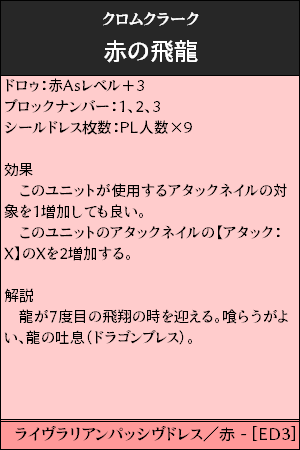 クロムクラーク
赤の飛龍
ドロゥ：赤Asレベル＋3
ブロックナンバー：1、2、3
シールドレス枚数：PL人数×9
効果
　このユニットが使用するアタックネイルの対
象を1増加しても良い。
　このユニットのアタックネイルの【アタック：
X】のXを2増加する。
解説
　龍が7度目の飛翔の時を迎える。喰らうがよ
い、龍の吐息（ドラゴンブレス）。
ライヴラリアンパッシヴドレス／赤 -［ED3］